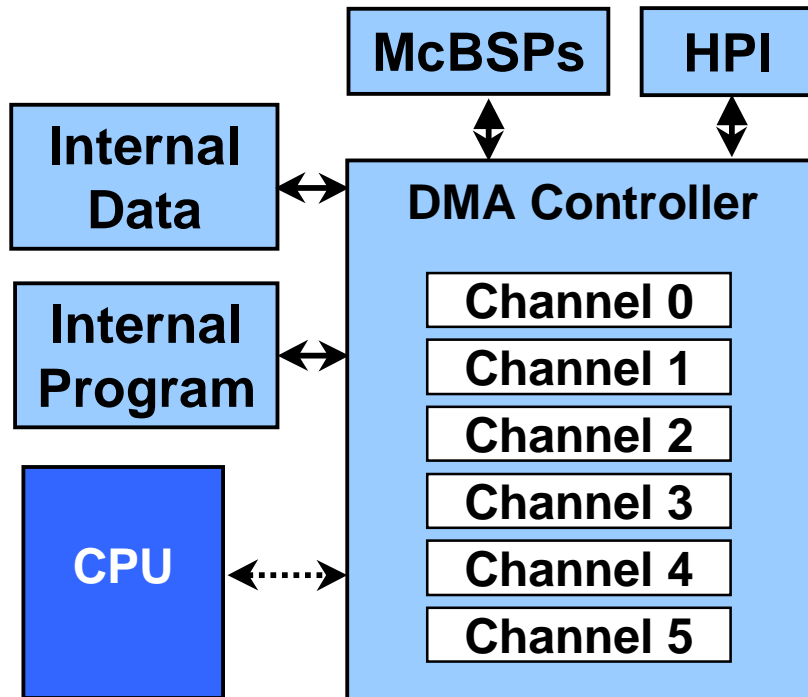 McBSPs
HPI
Internal
Data
DMA Controller
Internal
Program
Channel 0
Channel 1
Channel 2
Channel 3
Channel 4
Channel 5
CPU